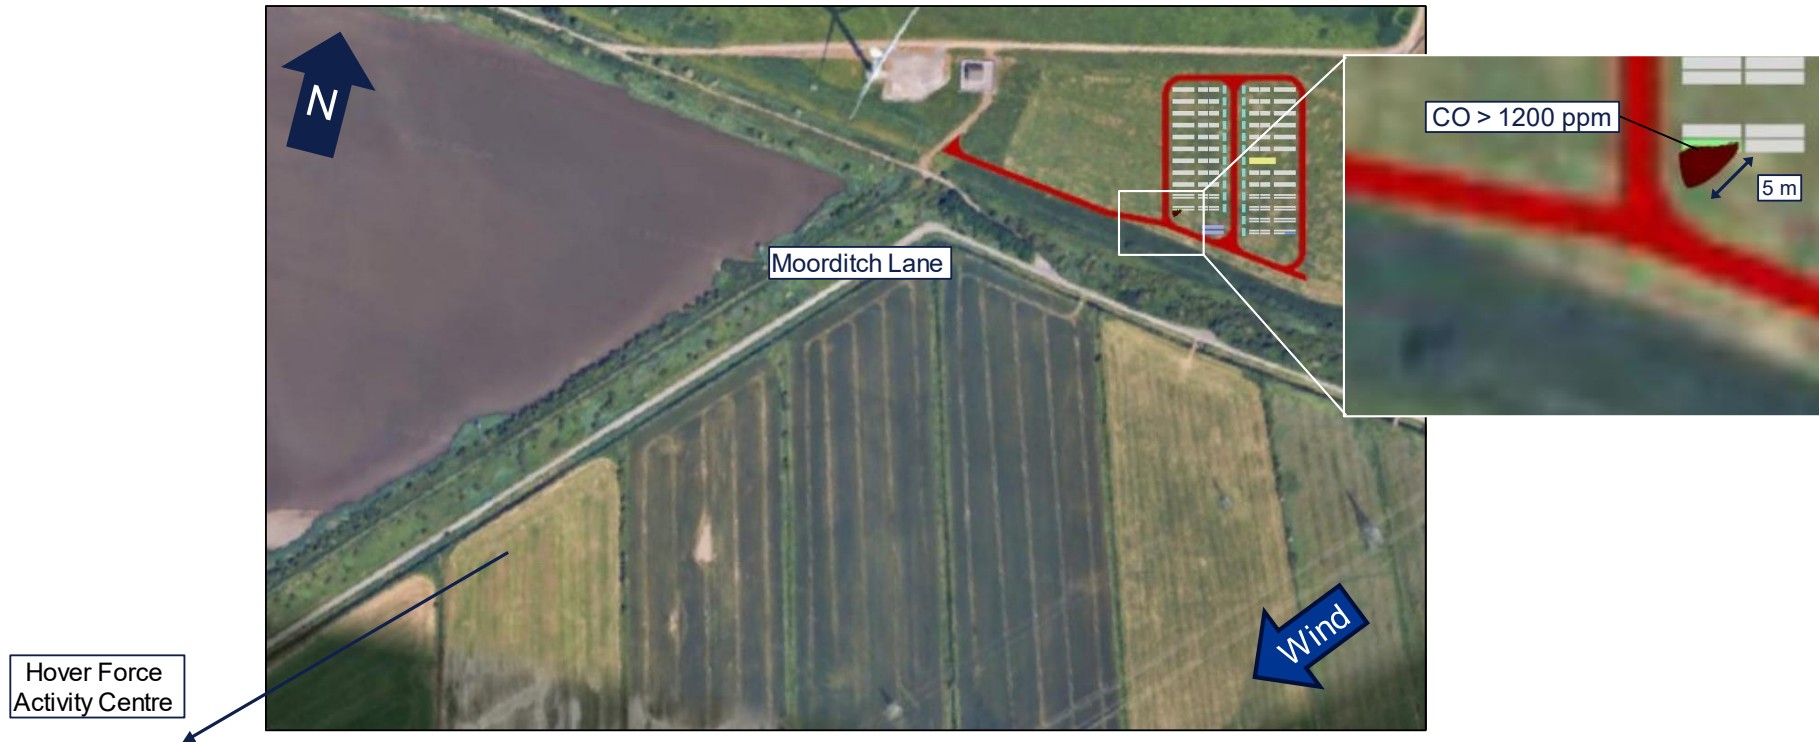 N
CO > 1200 ppm
5 m
Moorditch Lane
Wind
Hover Force
Activity Centre